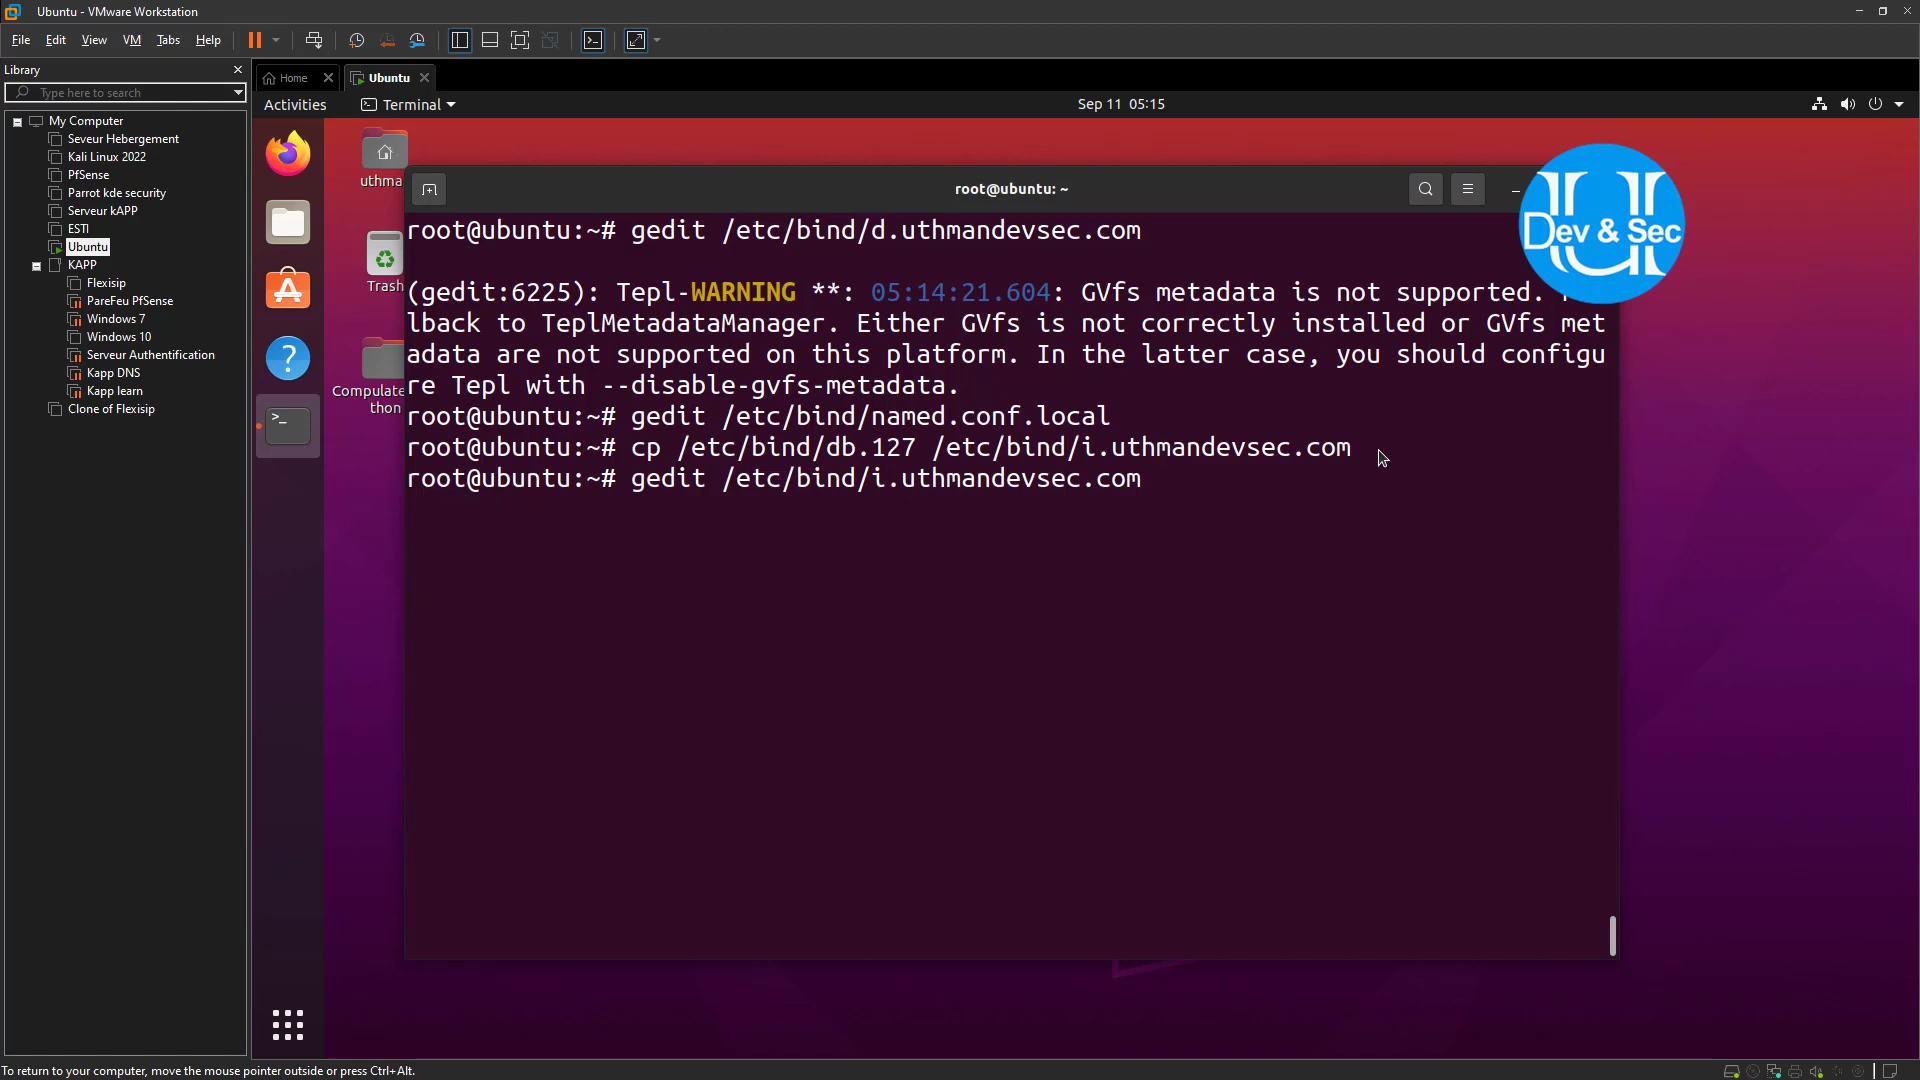 Ubuntu - VMware Workstation
File Edit View VM Tabs Help
Library
Type here to search
My Computer
Seveur Hebergement
Kali Linux 2022
PfSense
Parrot kde security
Serveur kAPP
ESTI
Ubuntu
KAPP
Flexisip
PareFeu PfSense
Windows 7
Windows 10
Serveur Authentification
Kapp DNS
Kapp learn
Clone of Flexisip
Home
Ubuntu
Activities
Terminal
Sep 11 05:15
uthma
Trash
Computate
thon
root@ubuntu: ~
Dev & Sec
root@ubuntu:~# gedit /etc/bind/d.uthmandevsec.com
(gedit:6225): Tepl-WARNING **: 05:14:21.604: GVfs metadata is not supported.
lback to TeplMetadataManager. Either GVfs is not correctly installed or GVfs met
adata are not supported on this platform. In the latter case, you should configu
re Tepl with --disable-gvfs-metadata.
root@ubuntu:~# gedit /etc/bind/named.conf.local
root@ubuntu:~# cp /etc/bind/db.127 /etc/bind/i.uthmandevsec.com
root@ubuntu:~# gedit /etc/bind/i.uthmandevsec.com
To return to your computer, move the mouse pointer outside or press Ctrl+Alt.